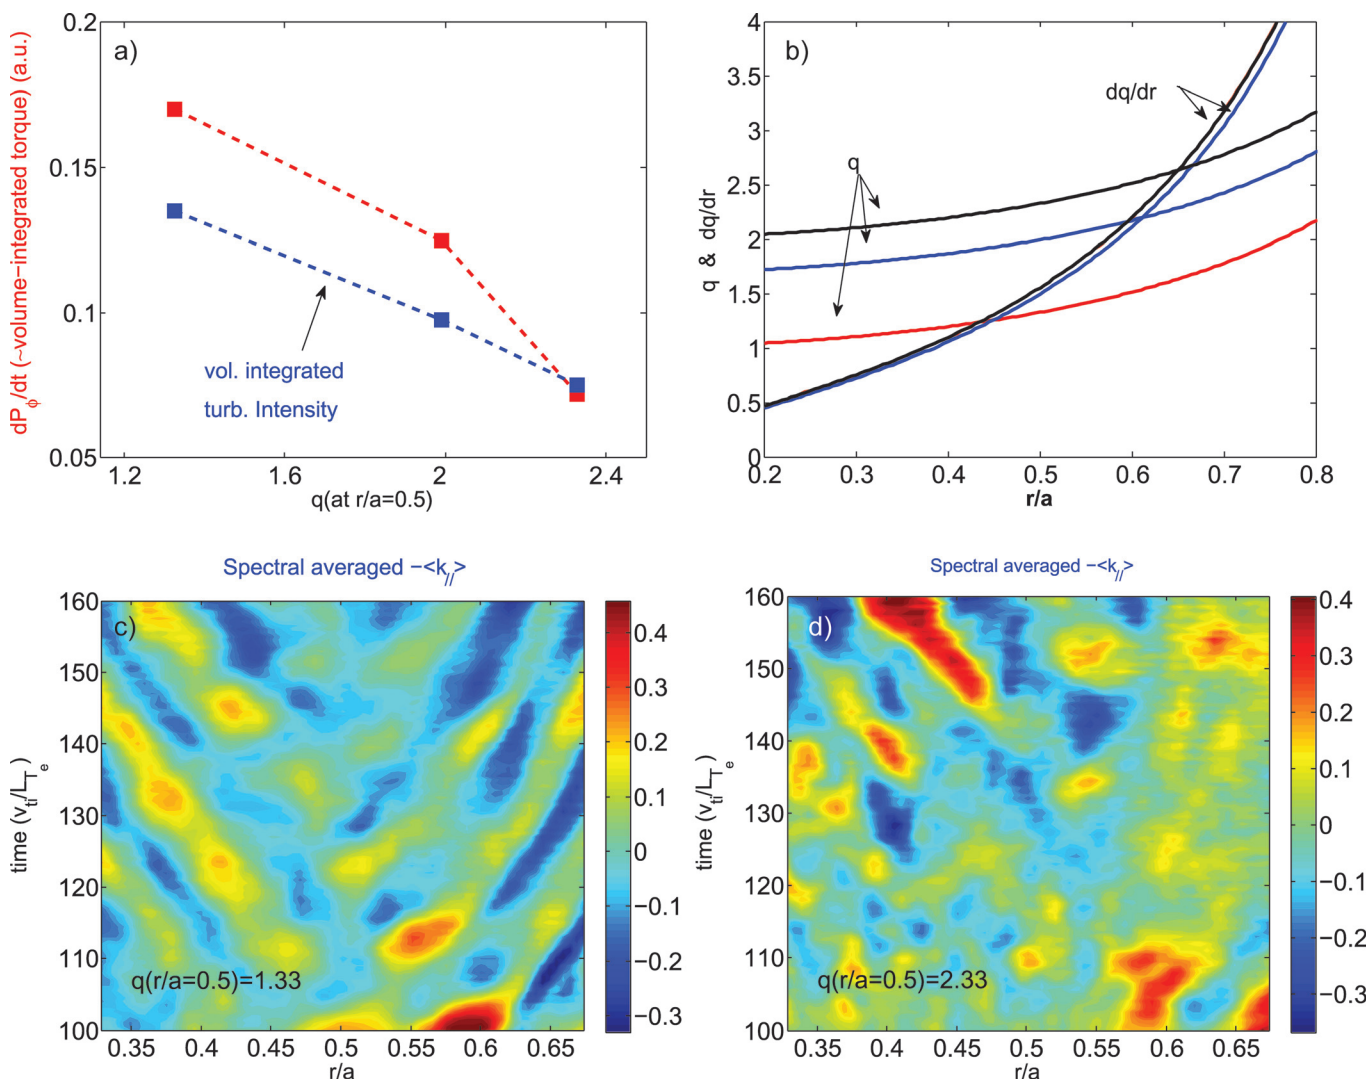 a)
dP_ϕ/dt (~volume−integrated torque) (a.u.)
0.2
0.15
0.1
0.05
vol. integrated
turb. Intensity
1.2 1.6 2 2.4
q(at r/a=0.5)
b)
q & dq/dr
4
3.5
3
2.5
2
1.5
1
0.5
0
dq/dr
q
0.2 0.3 0.4 0.5 0.6 0.7 0.8
r/a
Spectral averaged −<k_//>
c)
time (v_ti/L_T_e)
160
150
140
130
120
110
100
q(r/a=0.5)=1.33
0.35 0.4 0.45 0.5 0.55 0.6 0.65
r/a
0.4
0.3
0.2
0.1
0
−0.1
−0.2
−0.3
Spectral averaged −<k_//>
d)
time (v_ti/L_T_e)
160
150
140
130
120
110
100
q(r/a=0.5)=2.33
0.35 0.4 0.45 0.5 0.55 0.6 0.65
r/a
0.4
0.3
0.2
0.1
0
−0.1
−0.2
−0.3